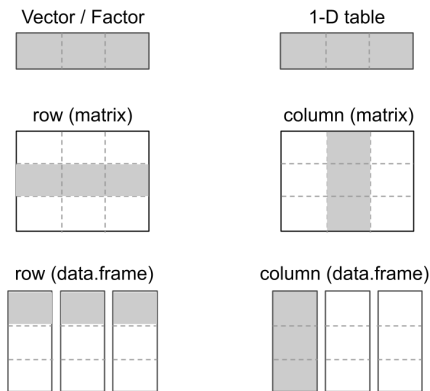 Vector / Factor
1-D table
row (matrix)
column (matrix)
row (data.frame)
column (data.frame)